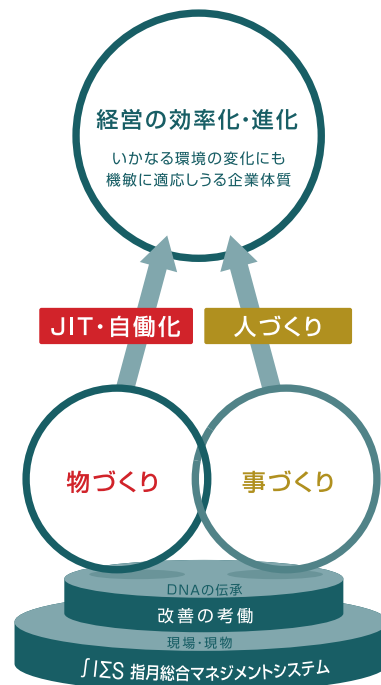 経営の効率化・進化
いかなる環境の変化にも
機敏に適応しうる企業体質
JIT・自働化
人づくり
物づくり
事づくり
DNAの伝承
改善の考働
現場・現物
SIΣS 指月総合マネジメントシステム